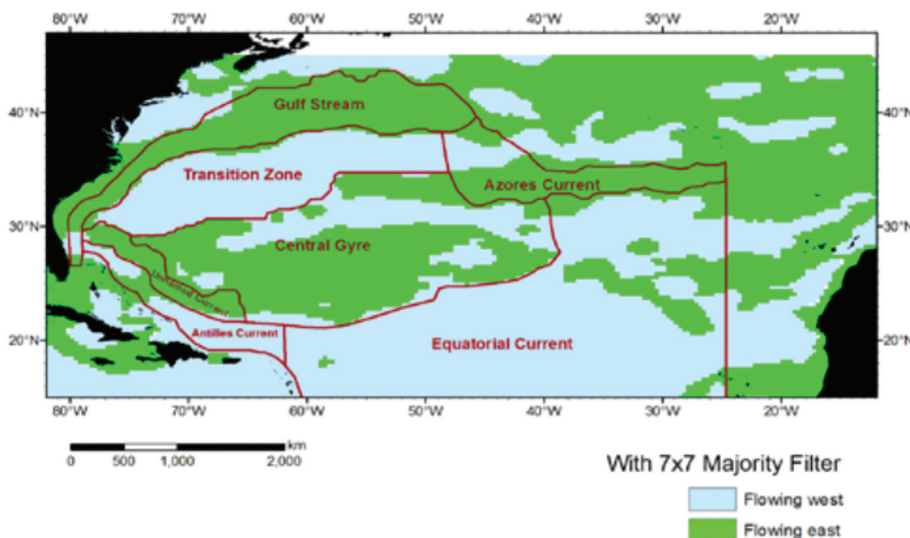 80°W 70°W 60°W 50°W 40°W 30°W 20°W
40°N 40°N
Gulf Stream
Transition Zone
Azores Current
30°N 30°N
Central Gyre
Current
Antilles Current
Equatorial Current
20°N 20°N
80°W 70°W 60°W 50°W 40°W 30°W 20°W
km
0 500 1,000 2,000
With 7x7 Majority Filter
Flowing west
Flowing east